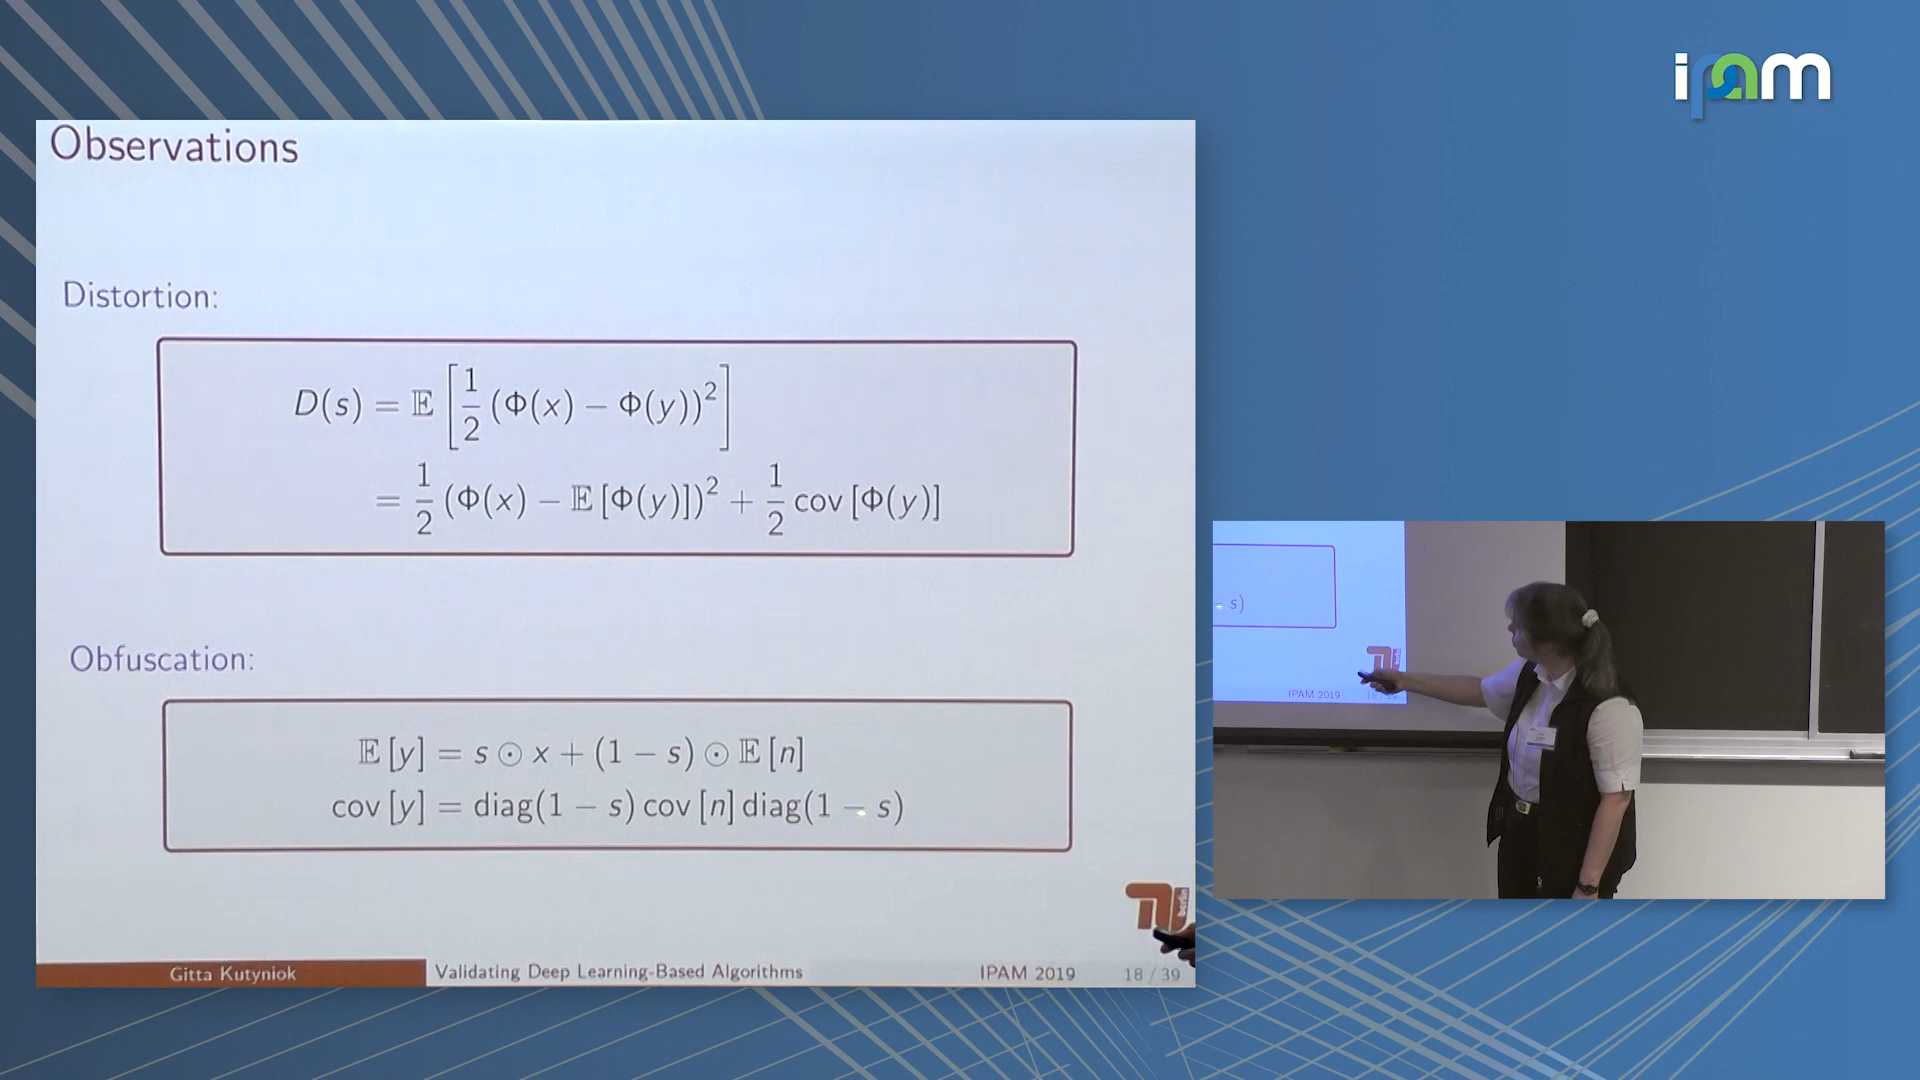 ipam
Observations
Distortion:
D(s) = 𝔼 [ 1/2 (Φ(x) − Φ(y))² ]
= 1/2 (Φ(x) − 𝔼 [Φ(y)])² + 1/2 cov [Φ(y)]
Obfuscation:
𝔼 [y] = s ⊙ x + (1 − s) ⊙ 𝔼 [n]
cov [y] = diag(1 − s) cov [n] diag(1 − s)
berlin
Gitta Kutyniok Validating Deep Learning-Based Algorithms IPAM 2019 18 / 39
− s)
IPAM 2019